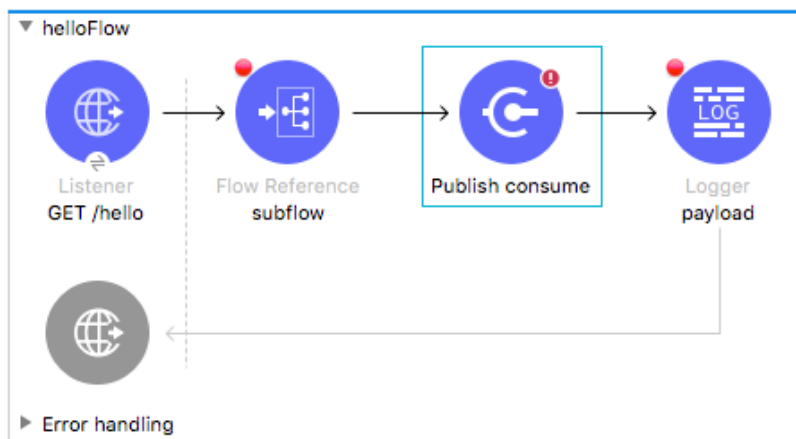 helloFlow
LOG
Listener
GET /hello
Flow Reference
subflow
Publish consume
Logger
payload
Error handling